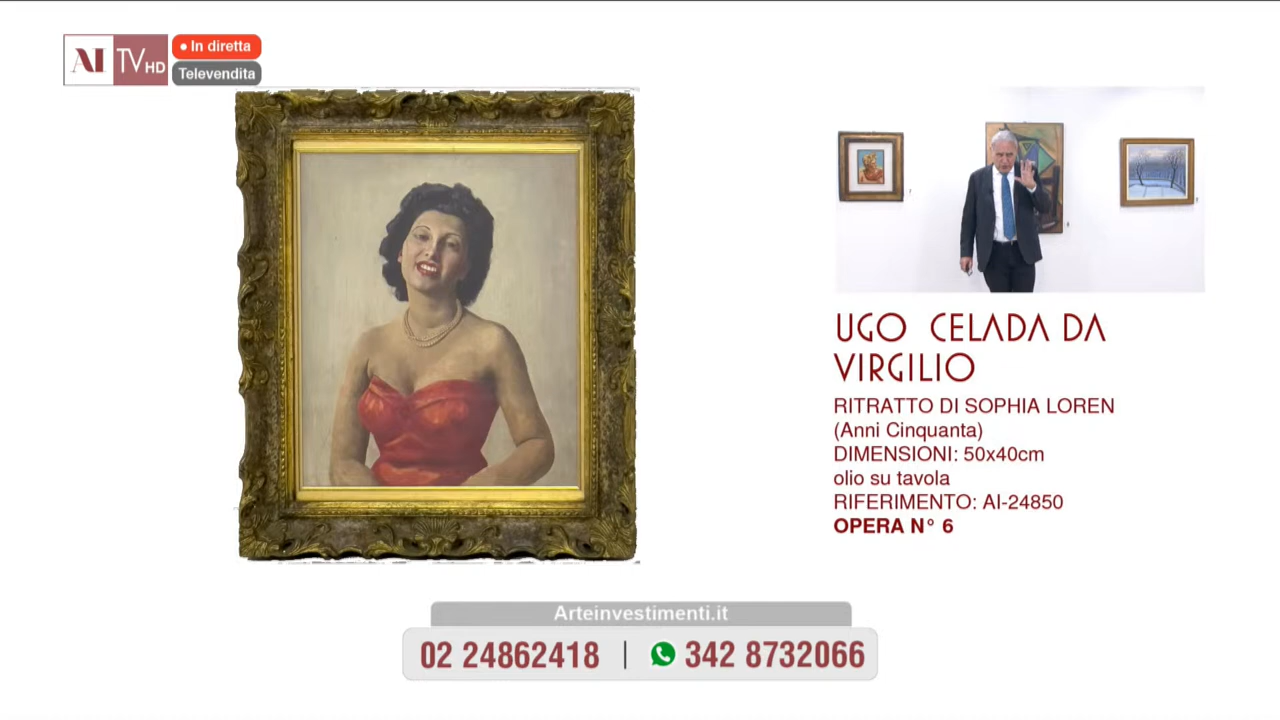 AI TV HD
• In diretta
Televendita
UGO CELADA DA
VIRGILIO
RITRATTO DI SOPHIA LOREN
(Anni Cinquanta)
DIMENSIONI: 50x40cm
olio su tavola
RIFERIMENTO: AI-24850
OPERA N° 6
Arteinvestimenti.it
02 24862418 | 342 8732066